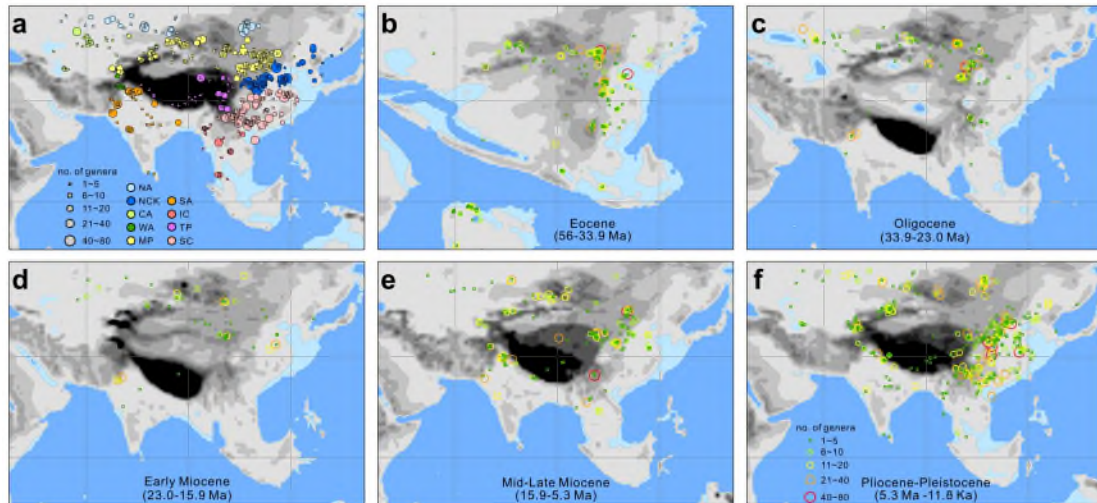 a
no. of genera
1~5
6~10
11~20
21~40
40~80
NA
NCK
CA
WA
MP
SA
IC
TP
SC
b
Eocene
(56-33.9 Ma)
c
Oligocene
(33.9-23.0 Ma)
d
Early Miocene
(23.0-15.9 Ma)
e
Mid-Late Miocene
(15.9-5.3 Ma)
f
no. of genera
1~5
6~10
11~20
21~40
40~80
Pliocene-Pleistocene
(5.3 Ma -11.8 Ka)